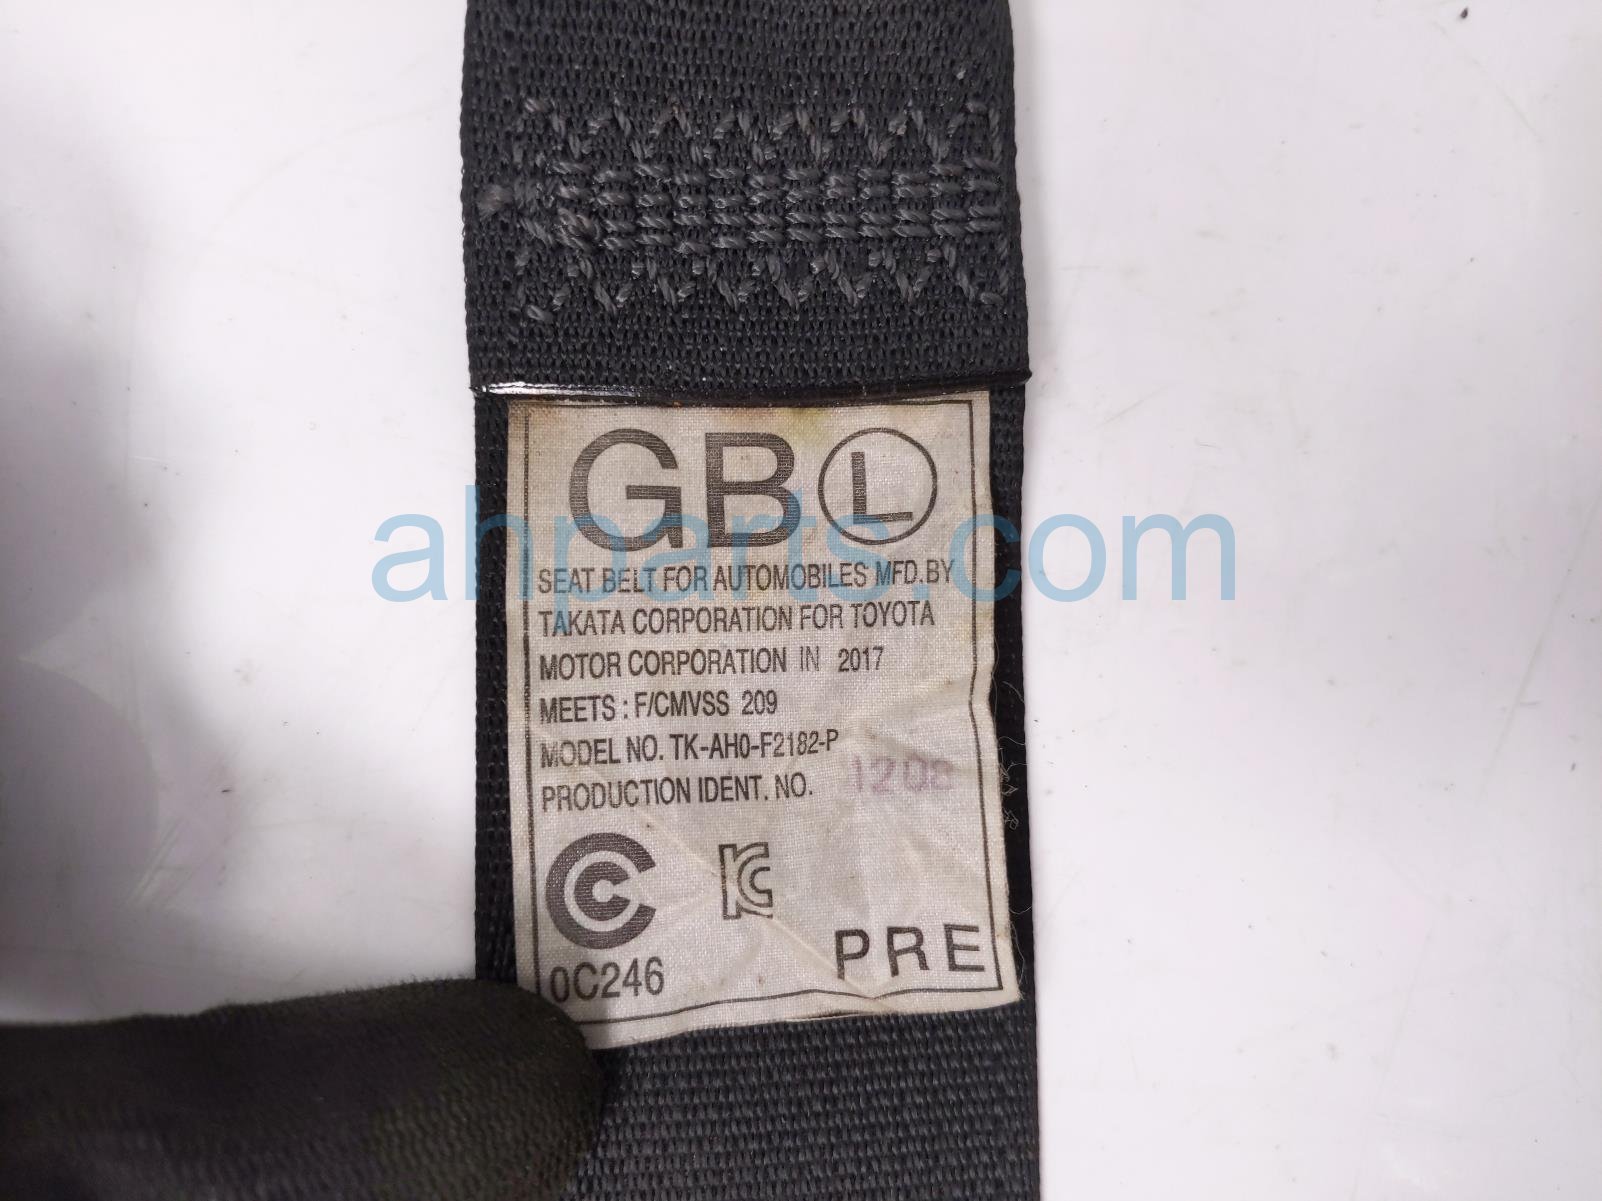 GB Ⓛ
SEAT BELT FOR AUTOMOBILES MFD.BY
TAKATA CORPORATION FOR TOYOTA
MOTOR CORPORATION IN 2017
MEETS : F/CMVSS 209
MODEL NO. TK-AH0-F2182-P
PRODUCTION IDENT. NO. 1208
PRE
0C246
ahparts.com